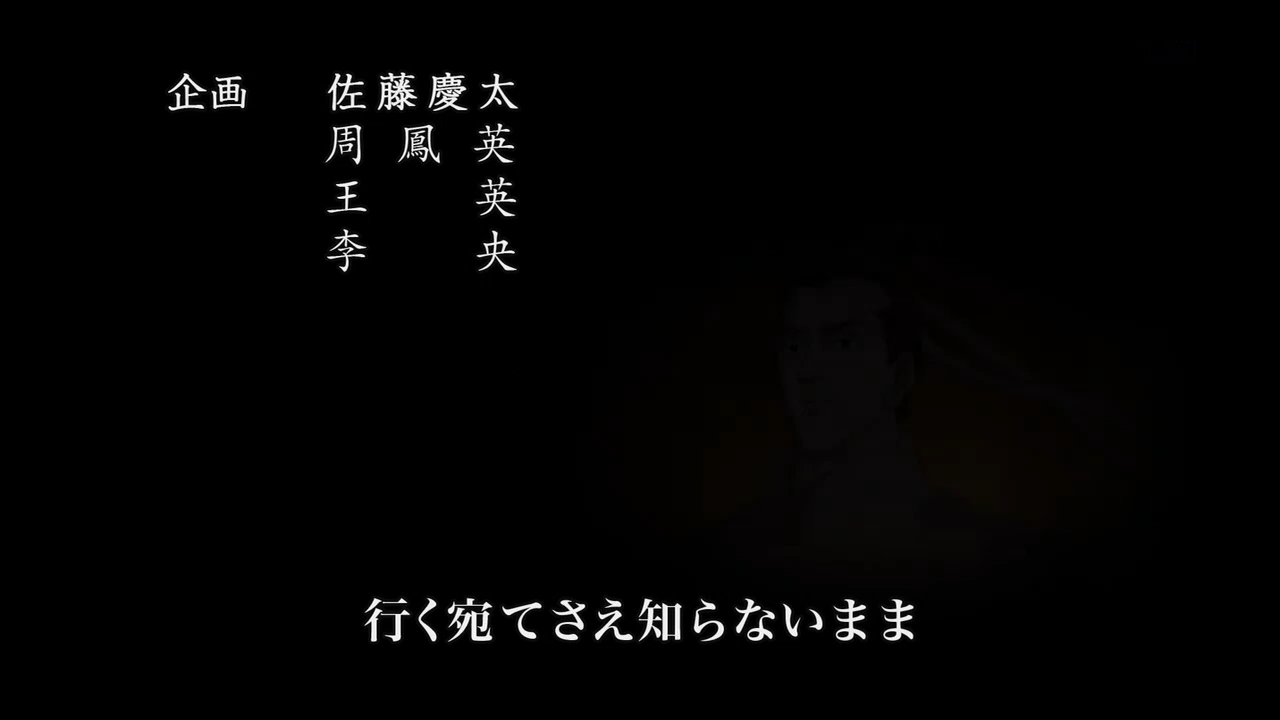 企画 佐藤慶太
周鳳英
王英
李央
行く宛てさえ知らないまま